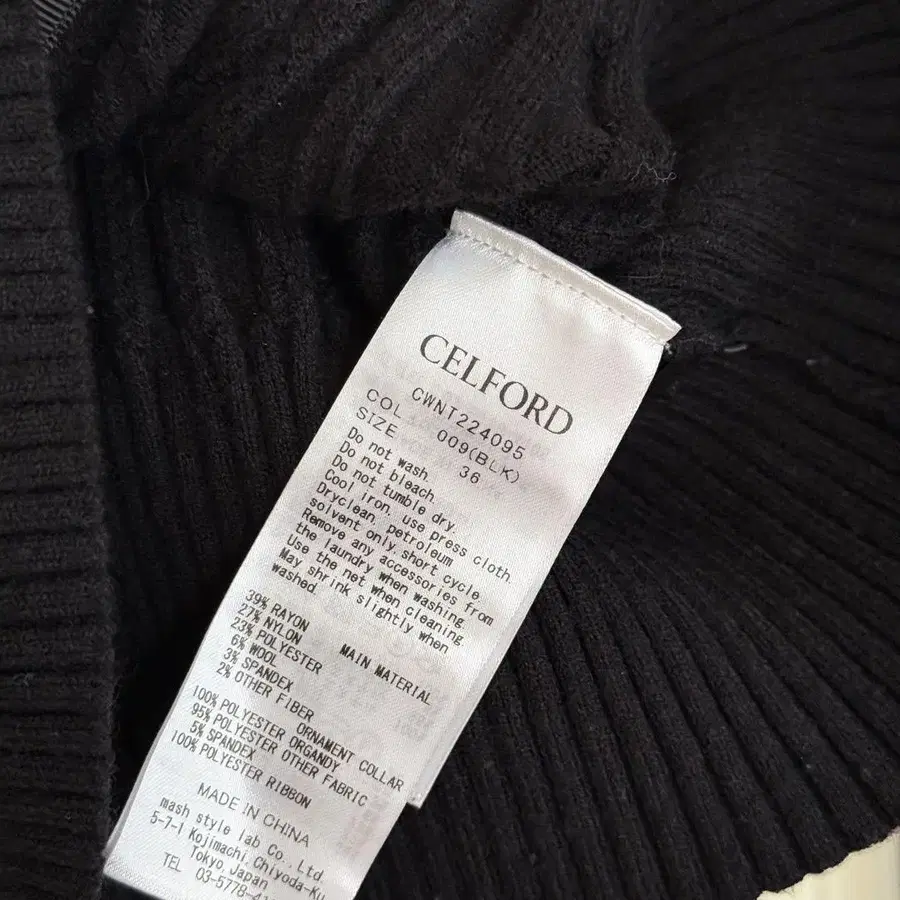 CELFORD
CWNT224095
COL 009(BLK)
SIZE 36
Do not wash.
Do not bleach.
Do not tumble dry.
Cool iron, use press cloth.
Dryclean, petroleum
solvent only,short cycle.
Remove any accessories from
the laundry when washing.
Use the net when cleaning.
May shrink slightly when
washed.
39% RAYON
27% NYLON
23% POLYESTER MAIN MATERIAL
6% WOOL
3% SPANDEX
2% OTHER FIBER
100% POLYESTER ORNAMENT COLLAR
95% POLYESTER ORGANDY
5% SPANDEX OTHER FABRIC
100% POLYESTER RIBBON
MADE IN CHINA
mash style lab Co., Ltd.
5-7-1 Kojimachi,Chiyoda-Ku
Tokyo,Japan
TEL 03-5778-